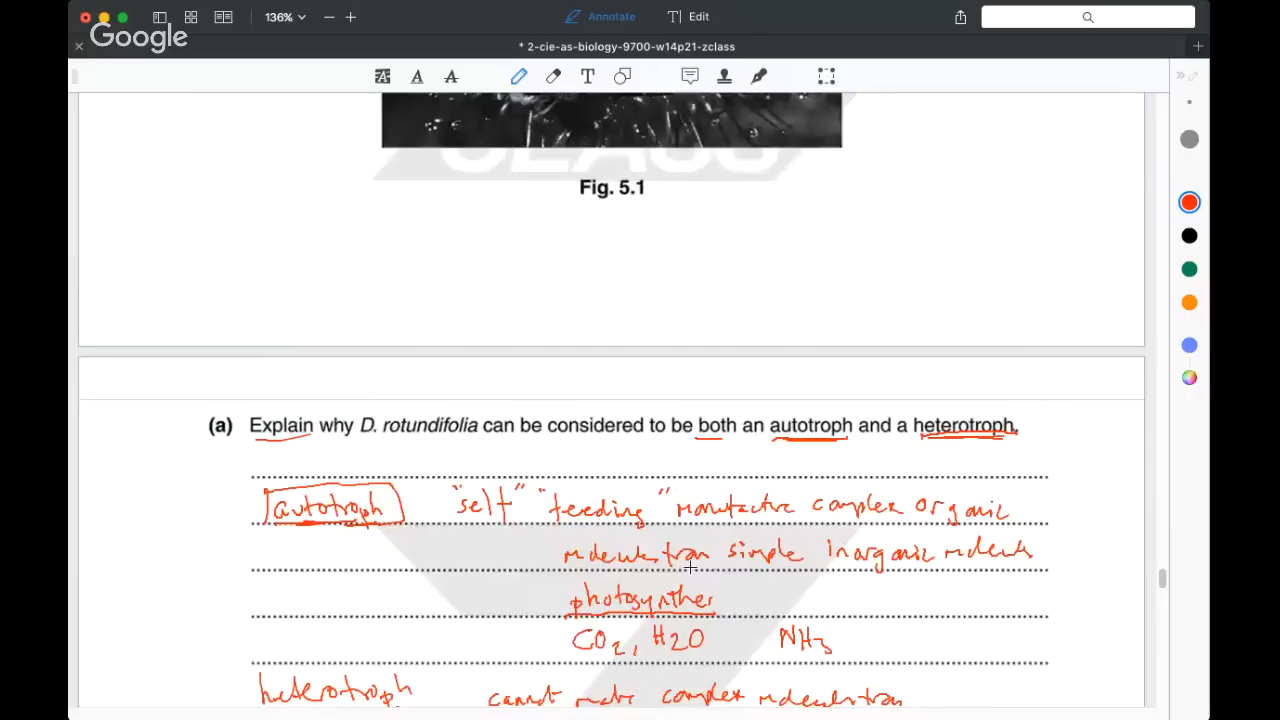 136%
Annotate
T Edit
Google
* 2-cie-as-biology-9700-w14p21-zclass
CLASS
Fig. 5.1
(a) Explain why D. rotundifolia can be considered to be both an autotroph and a heterotroph.
autotroph "self" "feeding" manufacture complex organic
molecules from simple inorganic molecules
photosynthes
CO2, H2O NH3
heterotroph cannot make complex molecules from